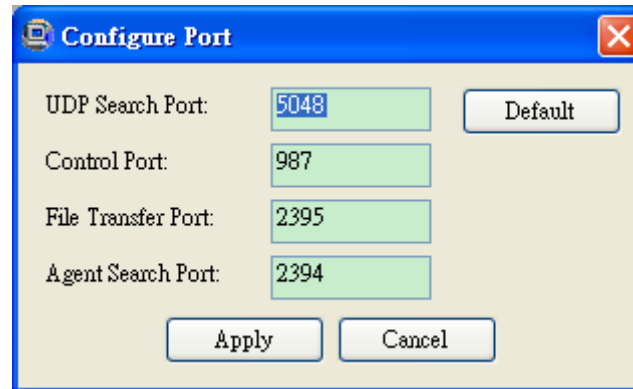 Configure Port
UDP Search Port: 5048 Default
Control Port: 987
File Transfer Port: 2395
Agent Search Port: 2394
Apply Cancel